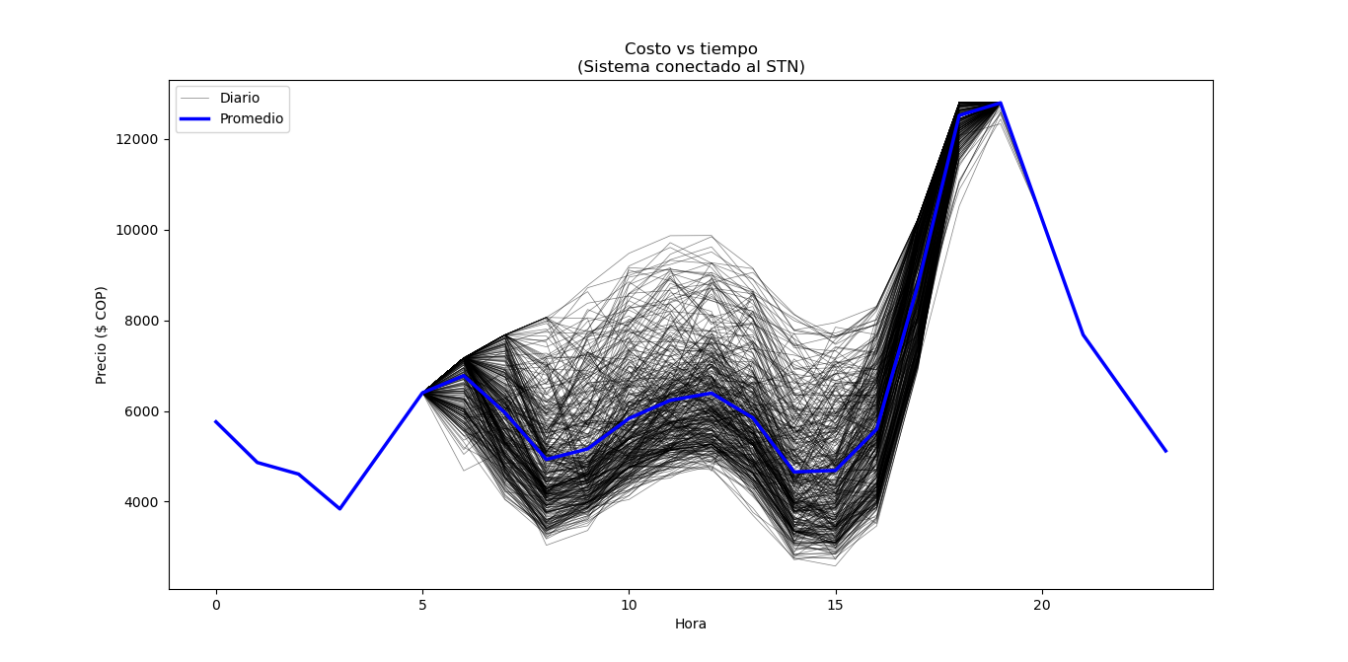 Costo vs tiempo
(Sistema conectado al STN)
Diario
Promedio
Precio ($ COP)
12000
10000
8000
6000
4000
0
5
10
15
20
Hora